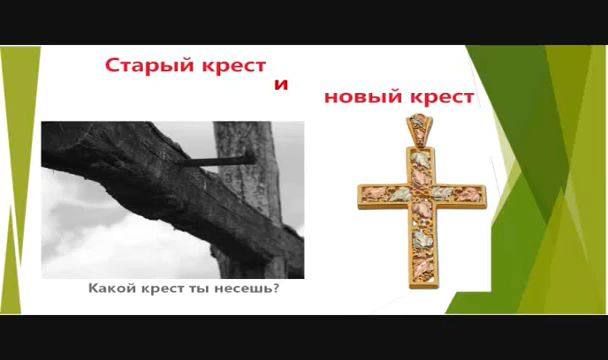 Старый крест
и
новый крест
Какой крест ты несешь?